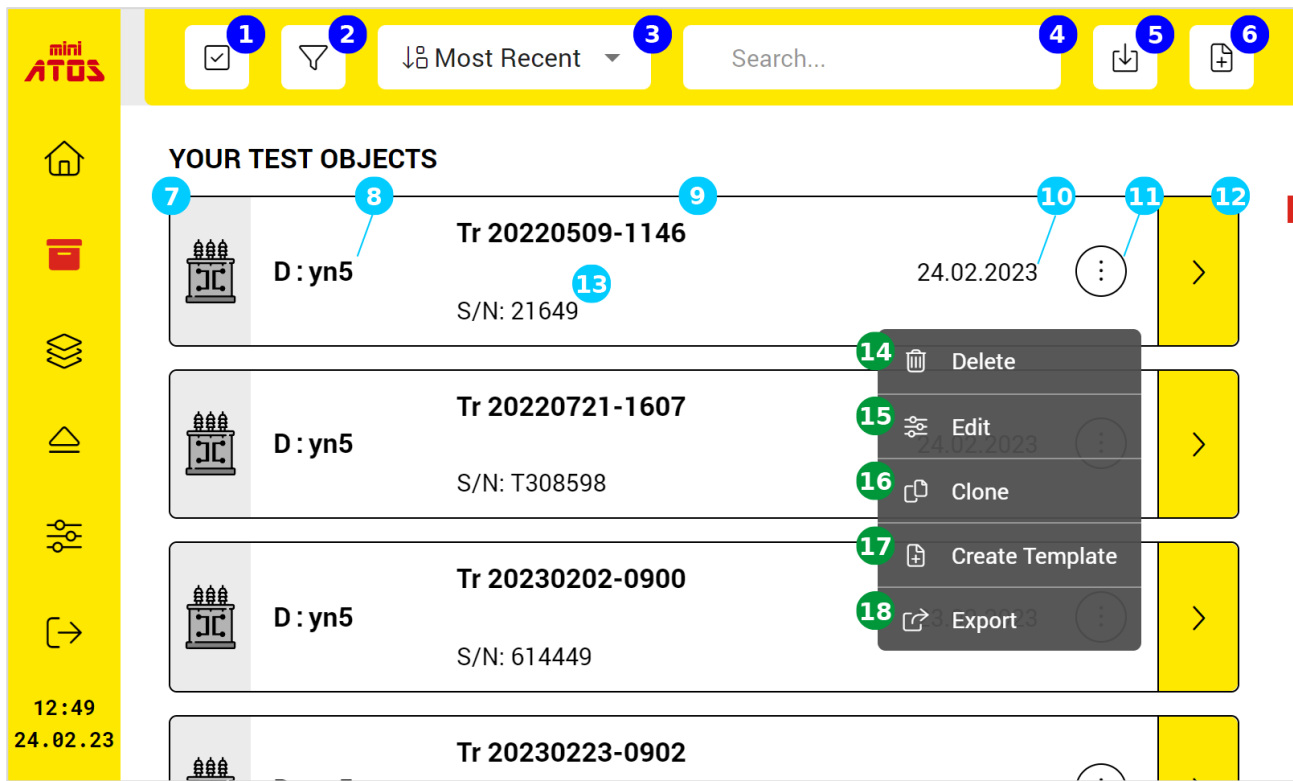 mini
ATOS
1
2
3
4
5
6
Most Recent
Search...
YOUR TEST OBJECTS
7
8
9
10
11
12
Tr 20220509-1146
D : yn5
24.02.2023
13
S/N: 21649
14
Delete
Tr 20220721-1607
15
Edit
D : yn5
24.02.2023
S/N: T308598
16
Clone
17
Create Template
Tr 20230202-0900
D : yn5
18
Export
S/N: 614449
12:49
24.02.23
Tr 20230223-0902